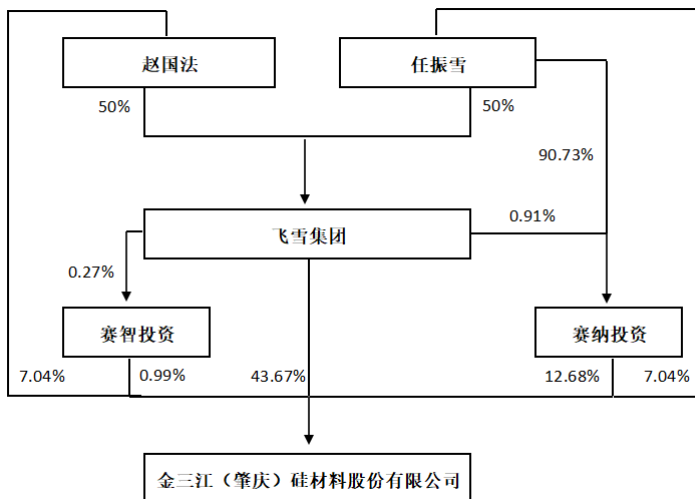 赵国法
任振雪
50%
50%
90.73%
飞雪集团
0.91%
0.27%
赛智投资
赛纳投资
7.04%
0.99%
43.67%
12.68%
7.04%
金三江（肇庆）硅材料股份有限公司